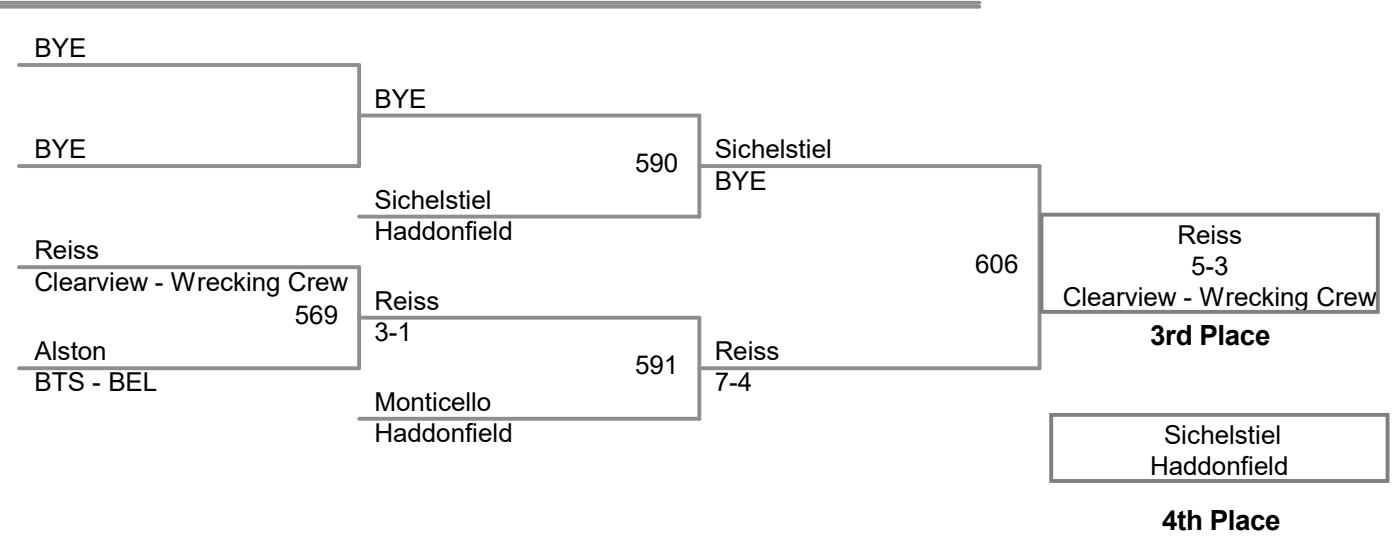 BYE
BYE
BYE
590
Sichelstiel
BYE
Sichelstiel
Haddonfield
Reiss
Clearview - Wrecking Crew
569
Reiss
3-1
Alston
BTS - BEL
591
Reiss
7-4
Monticello
Haddonfield
606
Reiss
5-3
Clearview - Wrecking Crew
3rd Place
Sichelstiel
Haddonfield
4th Place